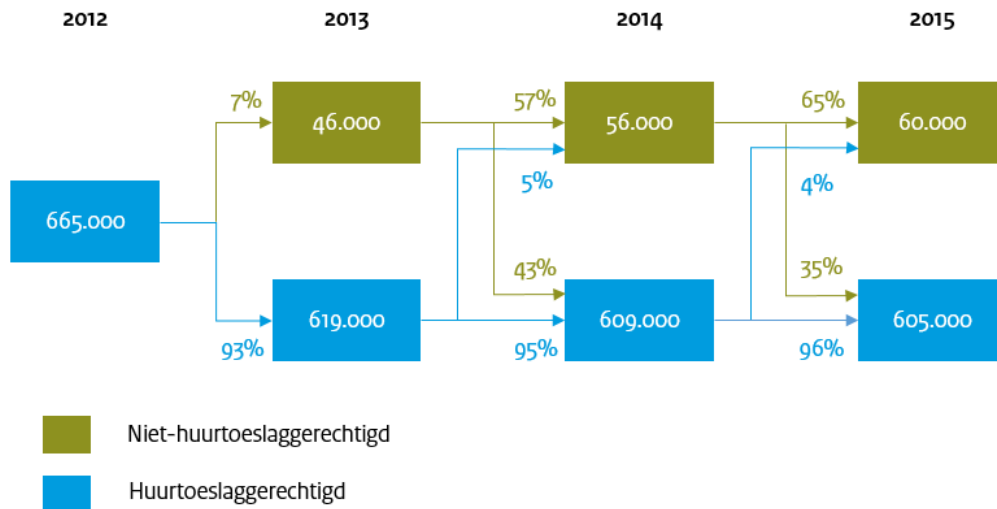 2012 2013 2014 2015
7% 57% 65%
46.000 56.000 60.000
5% 4%
665.000
43% 35%
619.000 609.000 605.000
93% 95% 96%
Niet-huurtoeslaggerechtigd
Huurtoeslaggerechtigd